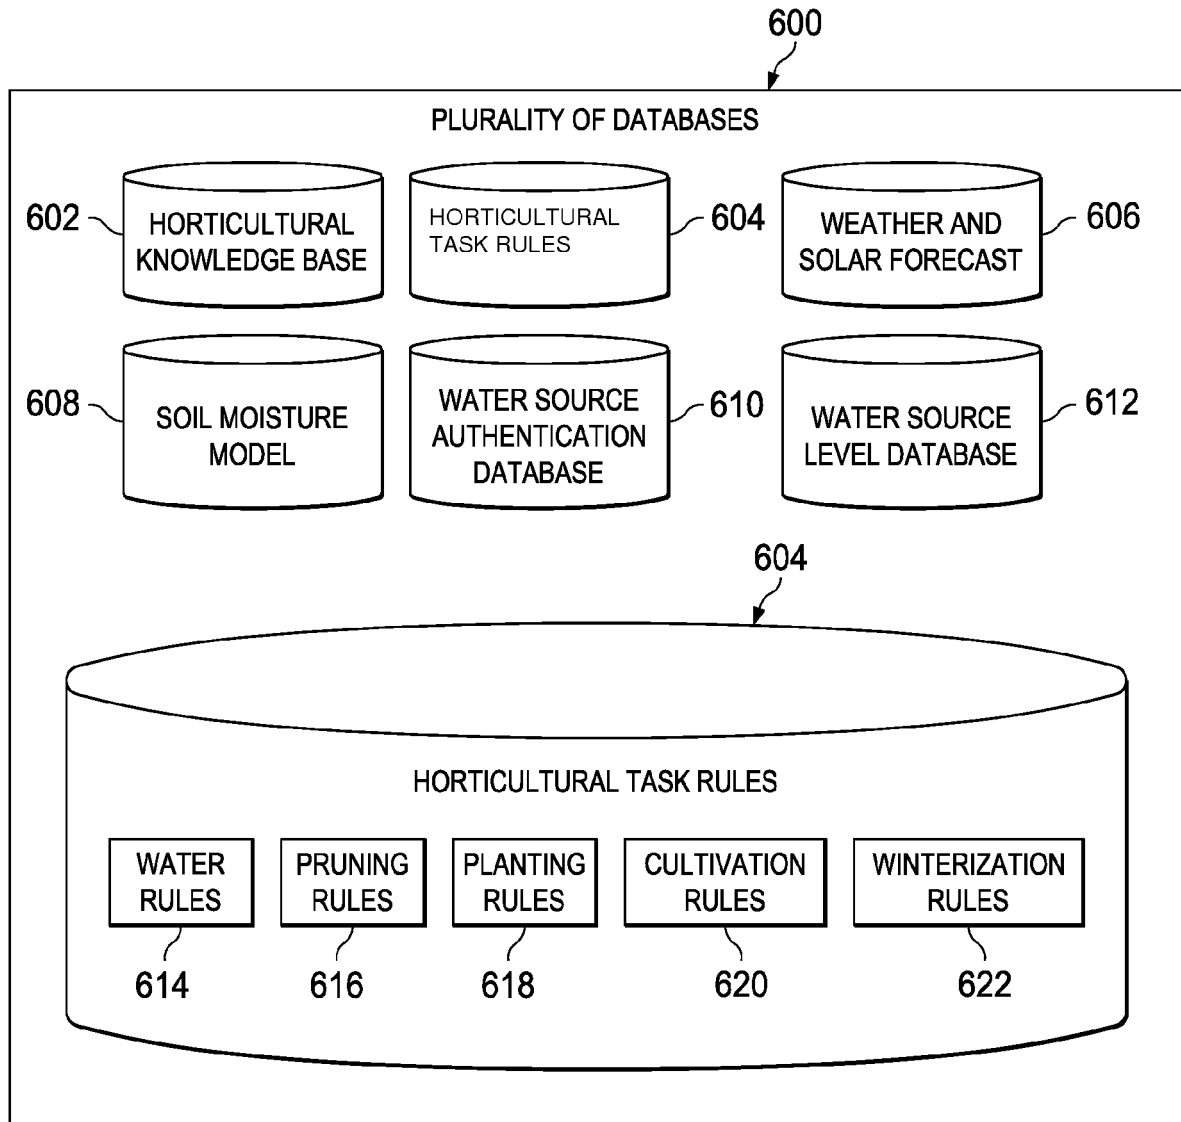 600
PLURALITY OF DATABASES
602
HORTICULTURAL
KNOWLEDGE BASE
HORTICULTURAL
TASK RULES
604
WEATHER AND
SOLAR FORECAST
606
608
SOIL MOISTURE
MODEL
WATER SOURCE
AUTHENTICATION
DATABASE
610
WATER SOURCE
LEVEL DATABASE
612
604
HORTICULTURAL TASK RULES
WATER
RULES
PRUNING
RULES
PLANTING
RULES
CULTIVATION
RULES
WINTERIZATION
RULES
614
616
618
620
622